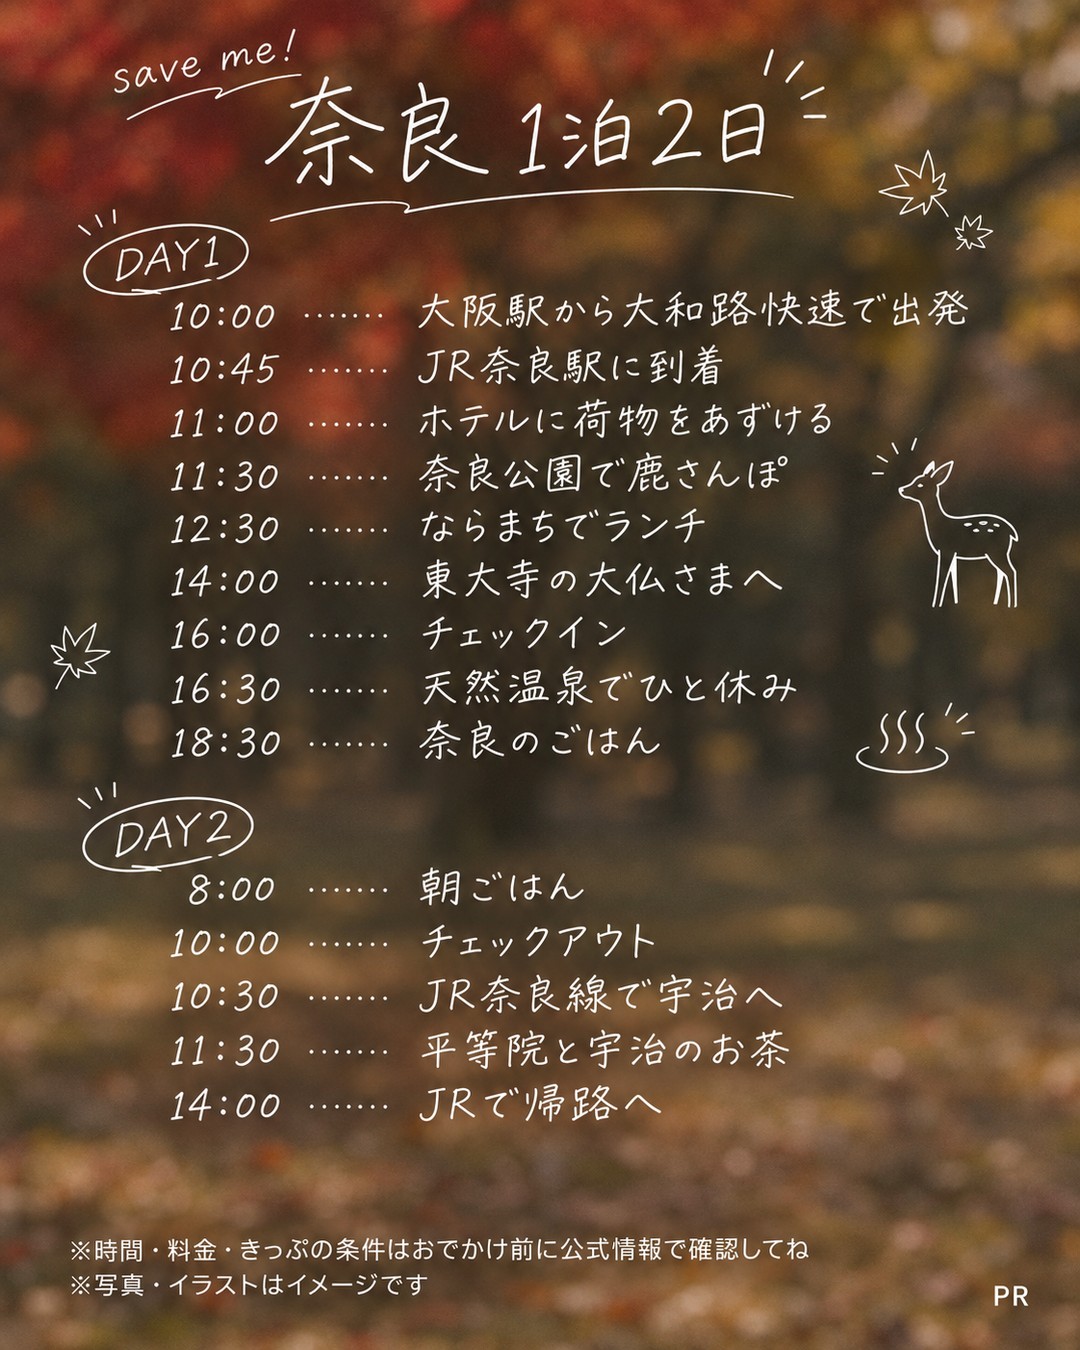 save me!
奈良 1泊2日
DAY1
10:00 ……. 大阪駅から大和路快速で出発
10:45 ……. JR奈良駅に到着
11:00 ……. ホテルに荷物をあずける
11:30 ……. 奈良公園で鹿さんぽ
12:30 ……. ならまちでランチ
14:00 ……. 東大寺の大仏さまへ
16:00 ……. チェックイン
16:30 ……. 天然温泉でひと休み
18:30 ……. 奈良のごはん
DAY2
8:00 ……. 朝ごはん
10:00 ……. チェックアウト
10:30 ……. JR奈良線で宇治へ
11:30 ……. 平等院と宇治のお茶
14:00 ……. JRで帰路へ
※時間・料金・きっぷの条件はおでかけ前に公式情報で確認してね
※写真・イラストはイメージです
PR